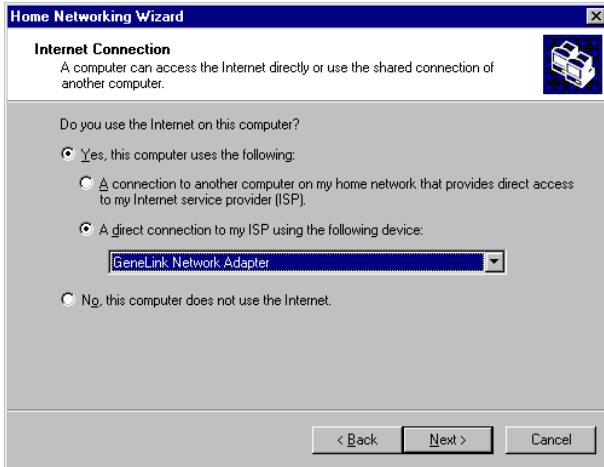 Home Networking Wizard
Internet Connection
A computer can access the Internet directly or use the shared connection of
another computer.
Do you use the Internet on this computer?
Yes, this computer uses the following:
A connection to another computer on my home network that provides direct access
to my Internet service provider (ISP).
A direct connection to my ISP using the following device:
GeneLink Network Adapter
No, this computer does not use the Internet.
< Back
Next >
Cancel